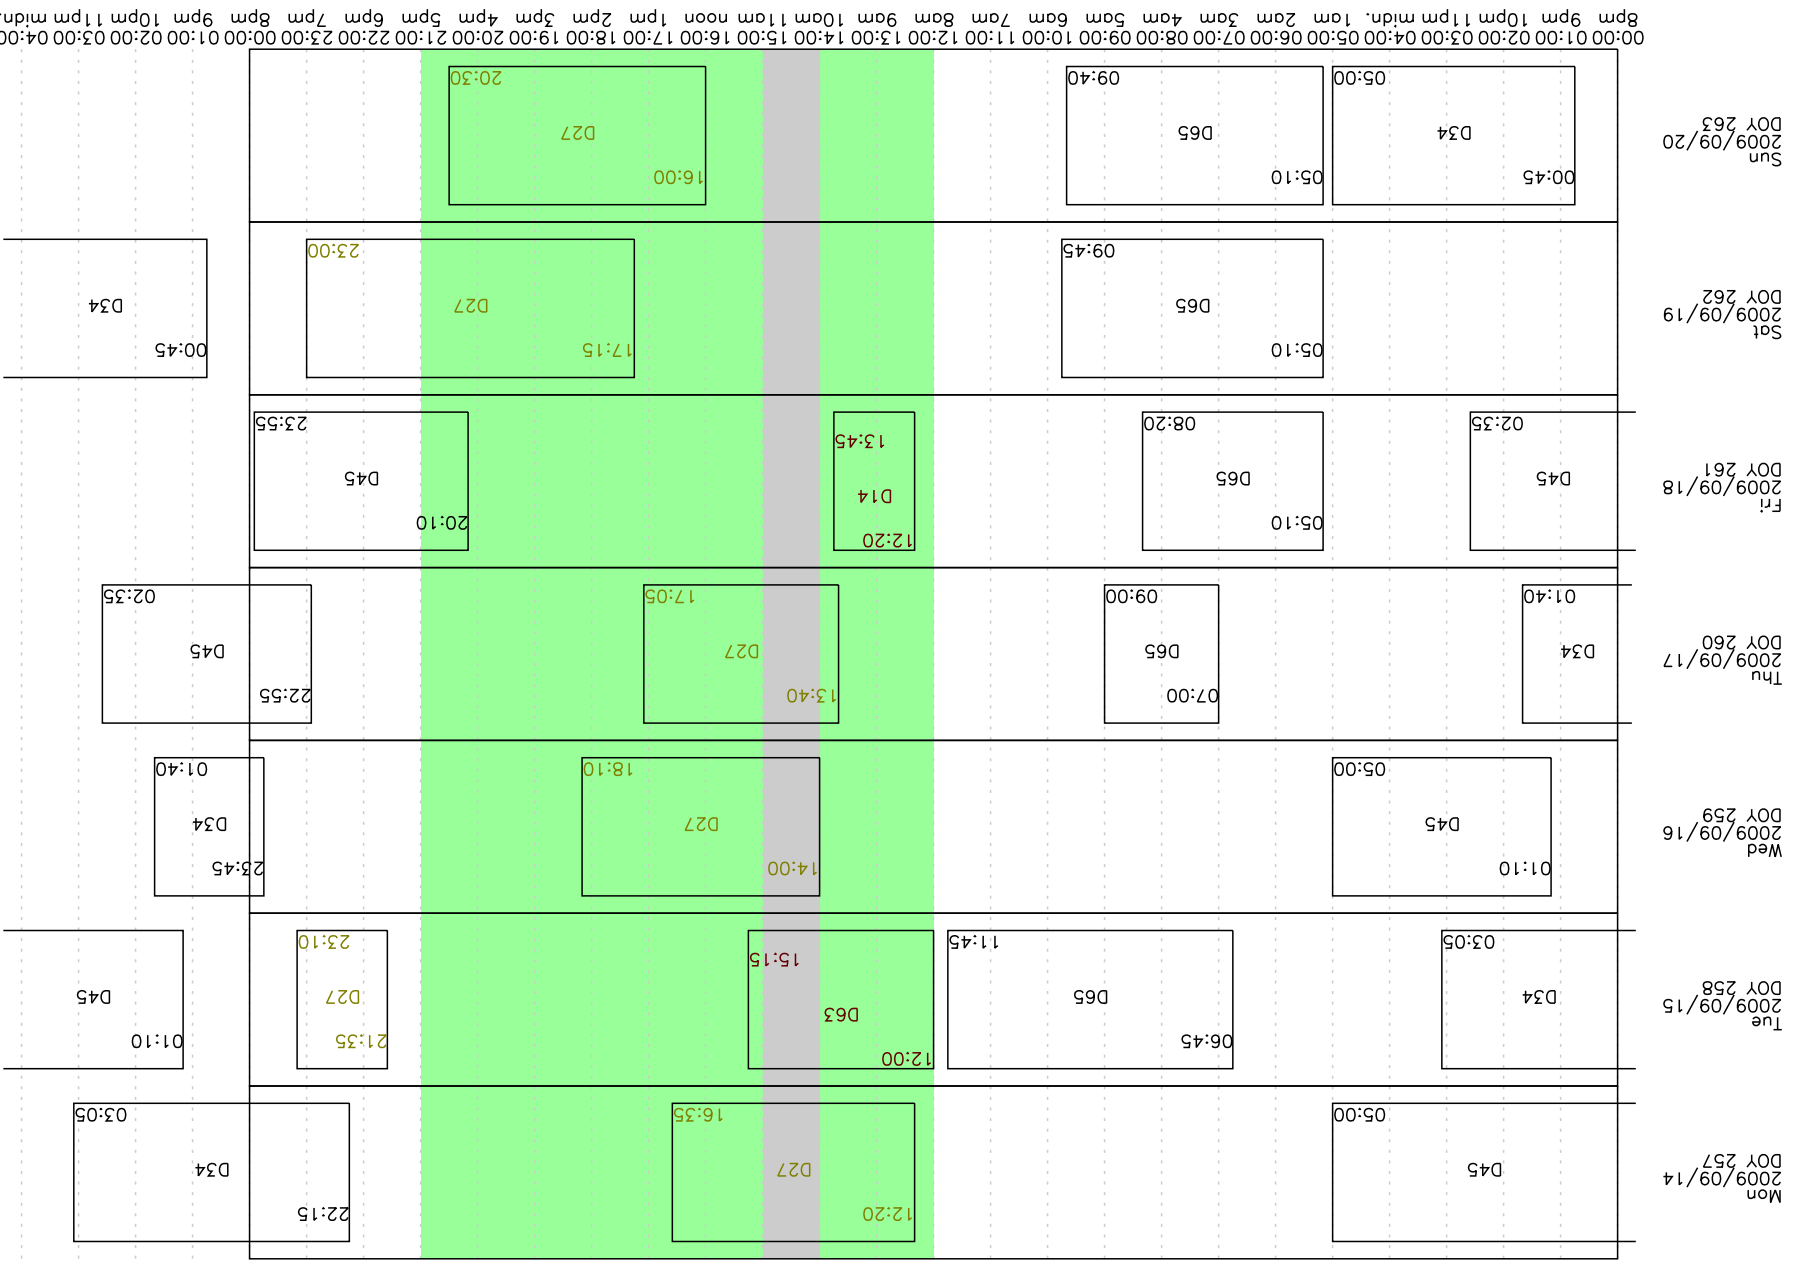 Mon
2009/09/14
DOY 257
D45
05:00
12:20
D27
16:35
22:15
D34
03:05
Tue
2009/09/15
DOY 258
D34
03:05
06:45
D65
11:45
12:00
D63
15:15
21:35
D27
23:10
01:10
D45
Wed
2009/09/16
DOY 259
01:10
D45
05:00
14:00
D27
18:10
23:45
D34
01:40
Thu
2009/09/17
DOY 260
D34
01:40
07:00
D65
09:00
13:40
D27
17:05
22:55
D45
02:35
Fri
2009/09/18
DOY 261
D45
02:35
05:10
D65
08:20
12:20
D14
13:45
20:10
D45
23:55
Sat
2009/09/19
DOY 262
05:10
D65
09:45
17:15
D27
23:00
00:45
D34
Sun
2009/09/20
DOY 263
00:45
D34
05:00
05:10
D65
09:40
16:00
D27
20:30
00:00 01:00 02:00 03:00 04:00 05:00 06:00 07:00 08:00 09:00 10:00 11:00 12:00 13:00 14:00 15:00 16:00 17:00 18:00 19:00 20:00 21:00 22:00 23:00 00:00 01:00 02:00 03:00 04:00
8pm 9pm 10pm 11pm midn. 1am 2am 3am 4am 5am 6am 7am 8am 9am 10am 11am noon 1pm 2pm 3pm 4pm 5pm 6pm 7pm 8pm 9pm 10pm 11pm midn.